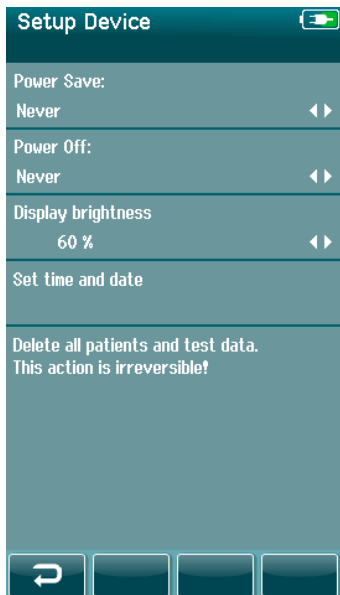 Setup Device
Power Save:
Never
Power Off:
Never
Display brightness
60 %
Set time and date
Delete all patients and test data.
This action is irreversible!